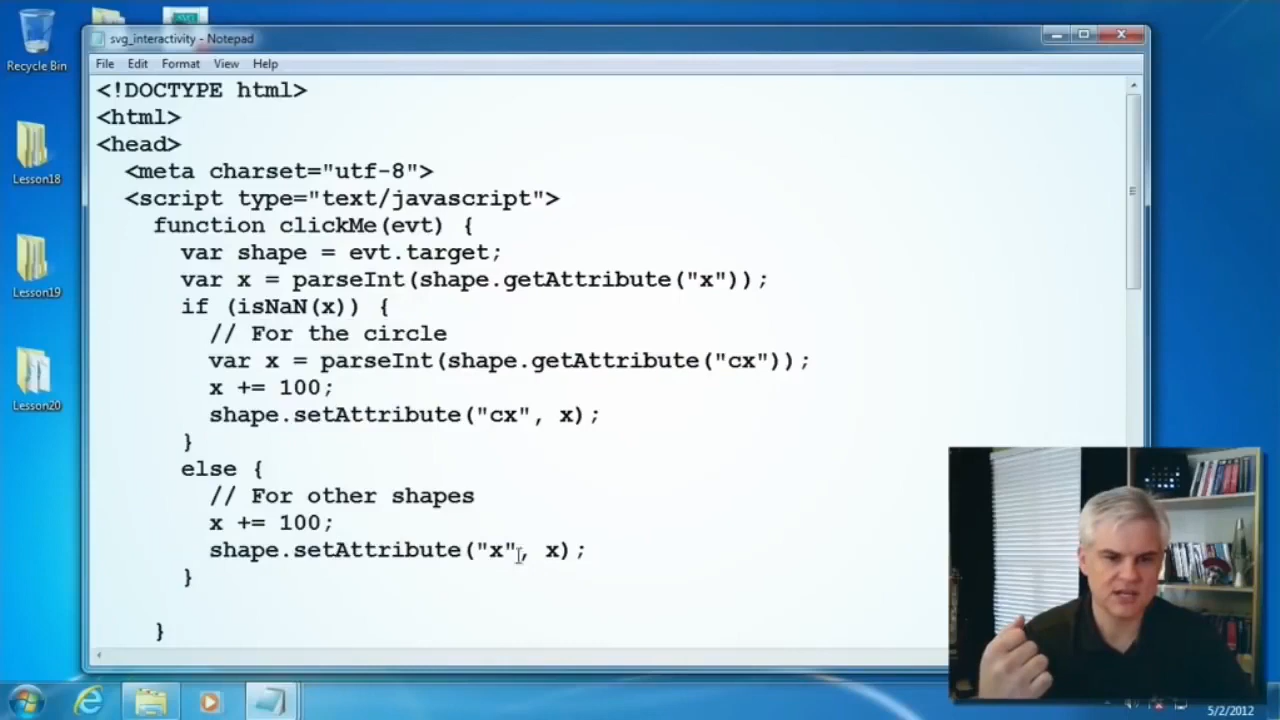 SVG
svg_interactivity - Notepad
Recycle Bin
File Edit Format View Help
<!DOCTYPE html>
<html>
<head>
<meta charset="utf-8">
<script type="text/javascript">
function clickMe(evt) {
var shape = evt.target;
var x = parseInt(shape.getAttribute("x"));
if (isNaN(x)) {
// For the circle
var x = parseInt(shape.getAttribute("cx"));
x += 100;
shape.setAttribute("cx", x);
}
else {
// For other shapes
x += 100;
shape.setAttribute("x", x);
}
}
Lesson18
Lesson19
Lesson20
5/2/2012